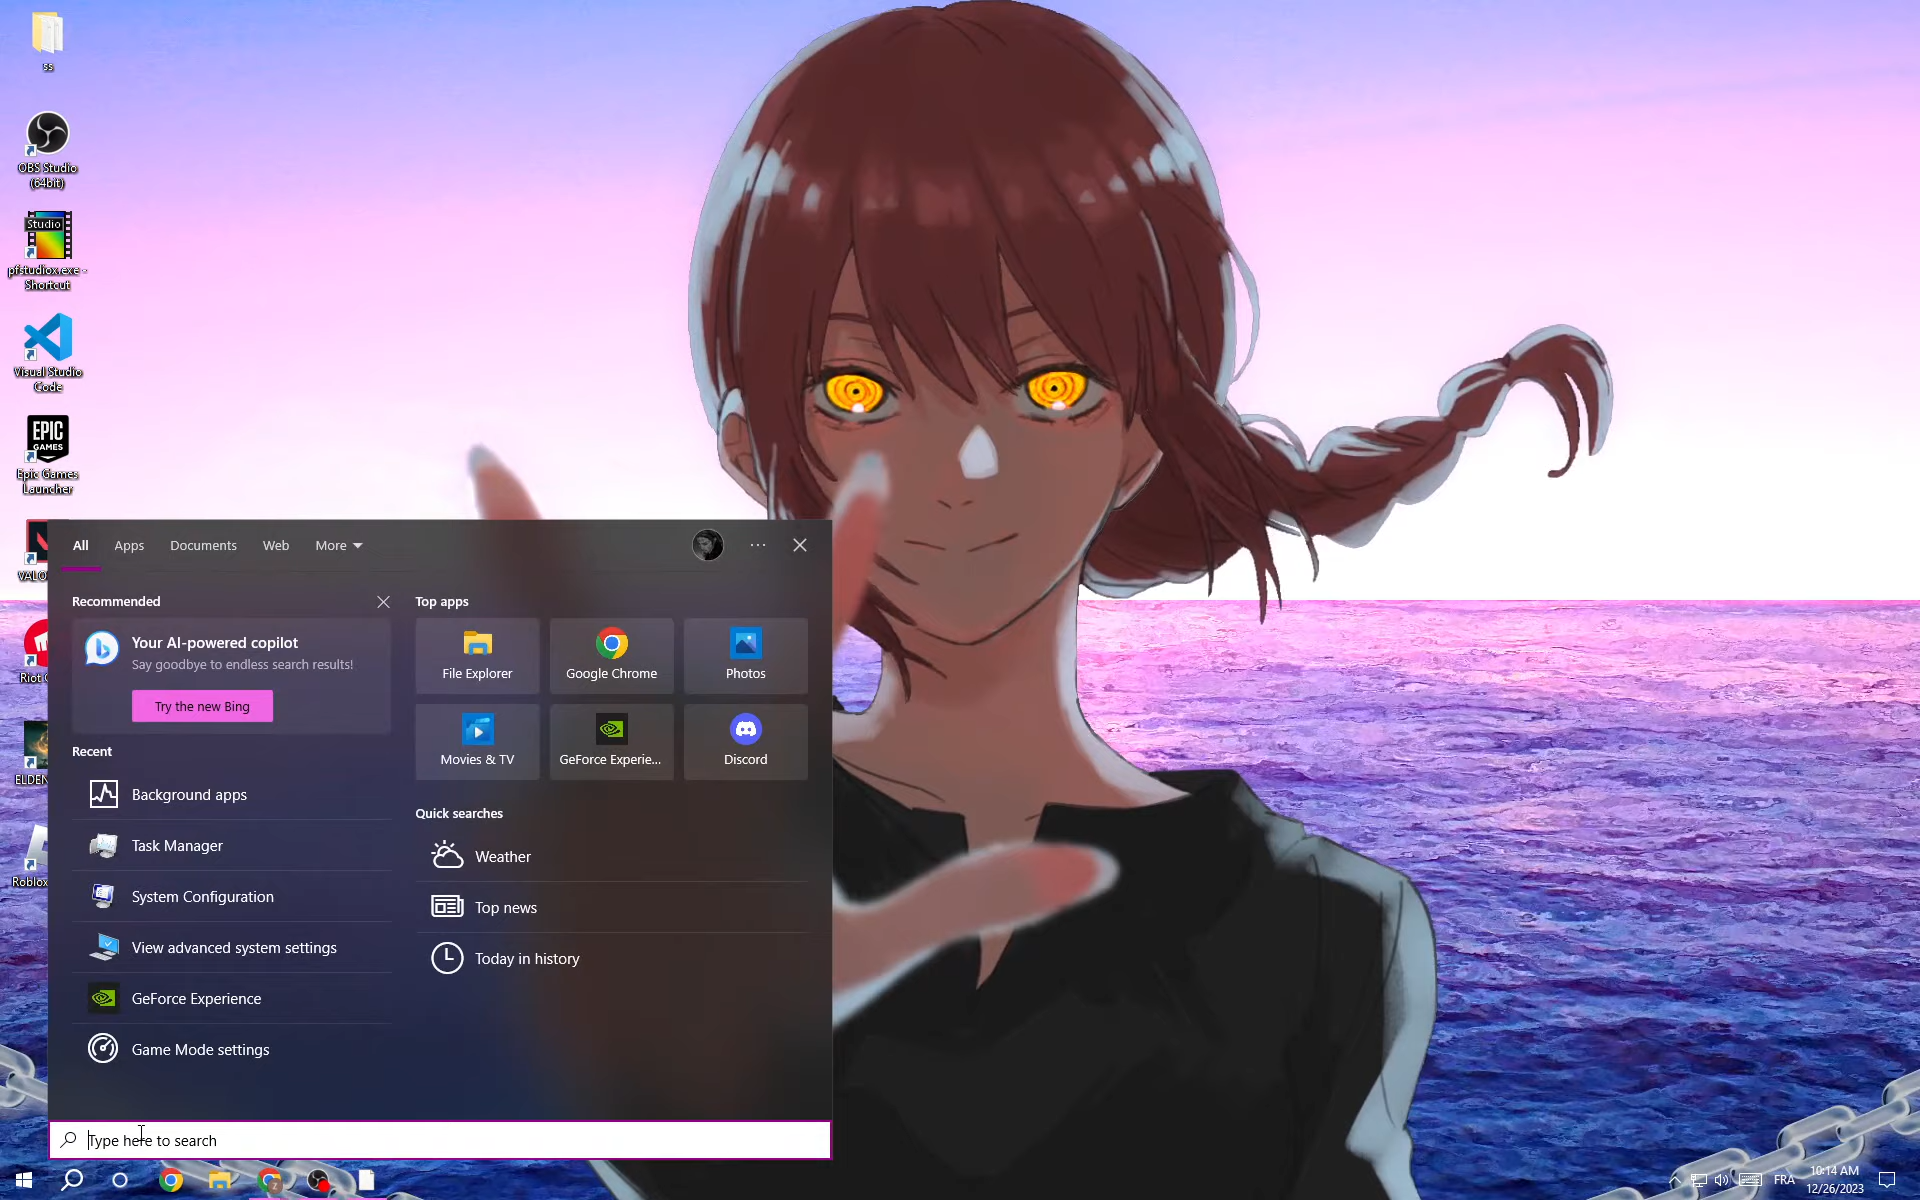 ss
OBS Studio
(64bit)
Studio
pfstudiox.exe -
Shortcut
Visual Studio
Code
EPIC
GAMES
Epic Games
Launcher
VALO
Riot
ELDEN
Roblox
All
Apps
Documents
Web
More
Recommended
Your AI-powered copilot
Say goodbye to endless search results!
Try the new Bing
Recent
Background apps
Task Manager
System Configuration
View advanced system settings
GeForce Experience
Game Mode settings
Top apps
File Explorer
Google Chrome
Photos
Movies & TV
GeForce Experie...
Discord
Quick searches
Weather
Top news
Today in history
Type here to search
FRA
10:14 AM
12/26/2023